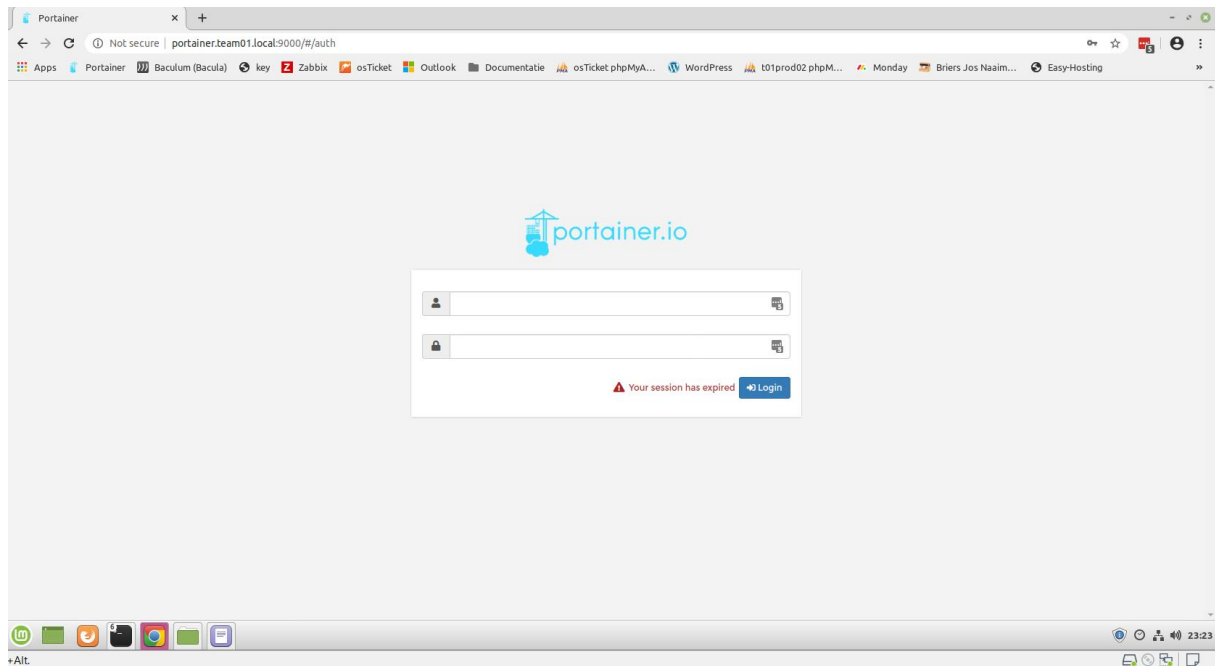 Portainer
Not secure | portainer.team01.local:9000/#/auth
Apps Portainer Baculum (Bacula) key Z Zabbix osTicket Outlook Documentatie osTicket phpMyA... WordPress t01prod02 phpM... Monday Briers Jos Naaim... Easy-Hosting »
portainer.io
Your session has expired Login
6
23:23
+Alt.